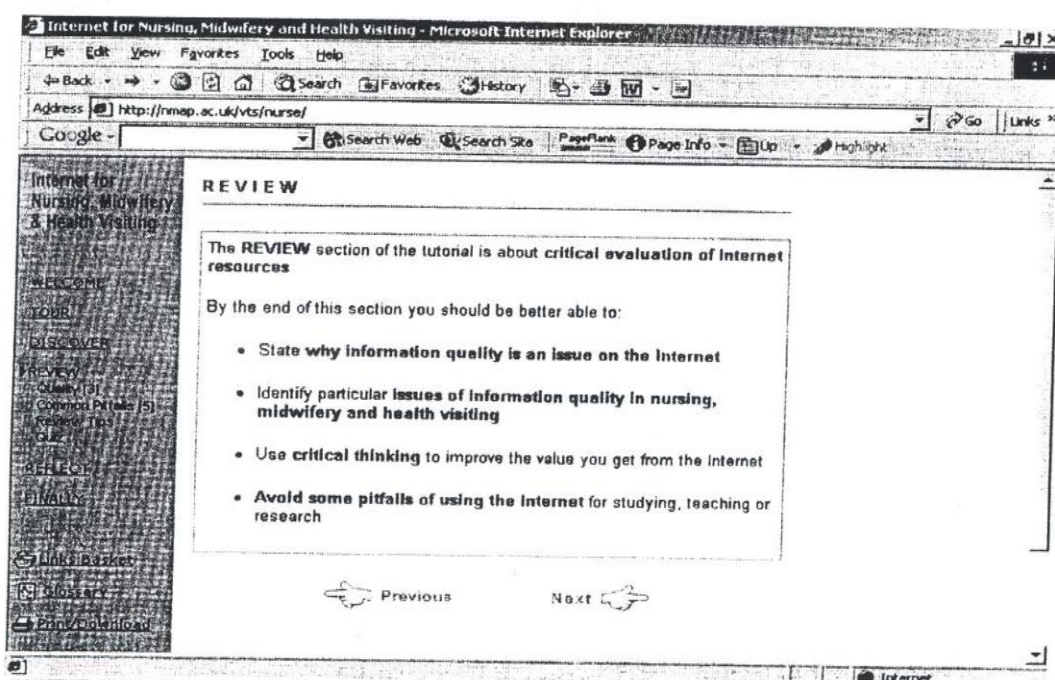 Internet for Nursing, Midwifery and Health Visiting - Microsoft Internet Explorer
File Edit View Favorites Tools Help
Back Search Favorites History
Address http://nmap.ac.uk/vts/nurse/ Go Links
Google Search Web Search Site PageRank Page Info Up Highlight
Internet for
Nursing, Midwifery
& Health Visiting
WELCOME
TOUR
DISCOVER
REVIEW
Quality [3]
Common Pitfalls [5]
Review Tips
Quiz
REFLECT
FINALLY
Links Basket
Glossary
Print/Download
REVIEW
The REVIEW section of the tutorial is about critical evaluation of Internet
resources
By the end of this section you should be better able to:
• State why information quality is an issue on the Internet
• Identify particular issues of information quality in nursing,
midwifery and health visiting
• Use critical thinking to improve the value you get from the Internet
• Avoid some pitfalls of using the Internet for studying, teaching or
research
Previous Next
Internet